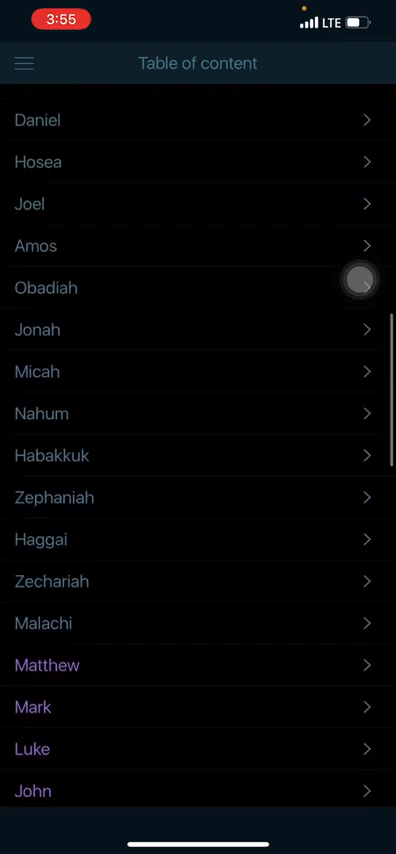 3:55
LTE
Table of content
Daniel
Hosea
Joel
Amos
Obadiah
Jonah
Micah
Nahum
Habakkuk
Zephaniah
Haggai
Zechariah
Malachi
Matthew
Mark
Luke
John